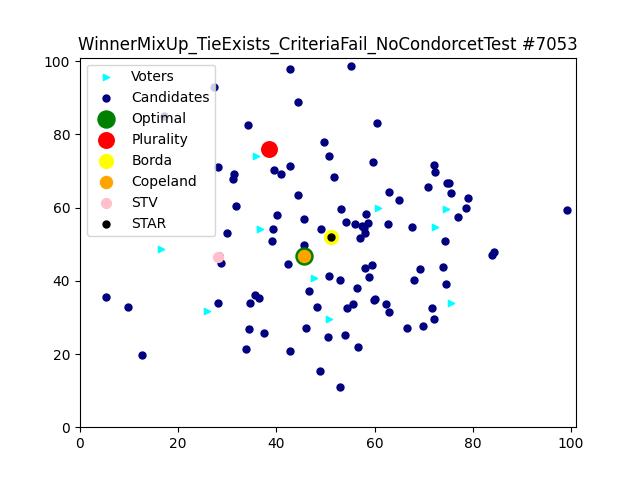 WinnerMixUp_TieExists_CriteriaFail_NoCondorcetTest #7053
100
80
60
40
20
0
0 20 40 60 80 100
Voters
Candidates
Optimal
Plurality
Borda
Copeland
STV
STAR